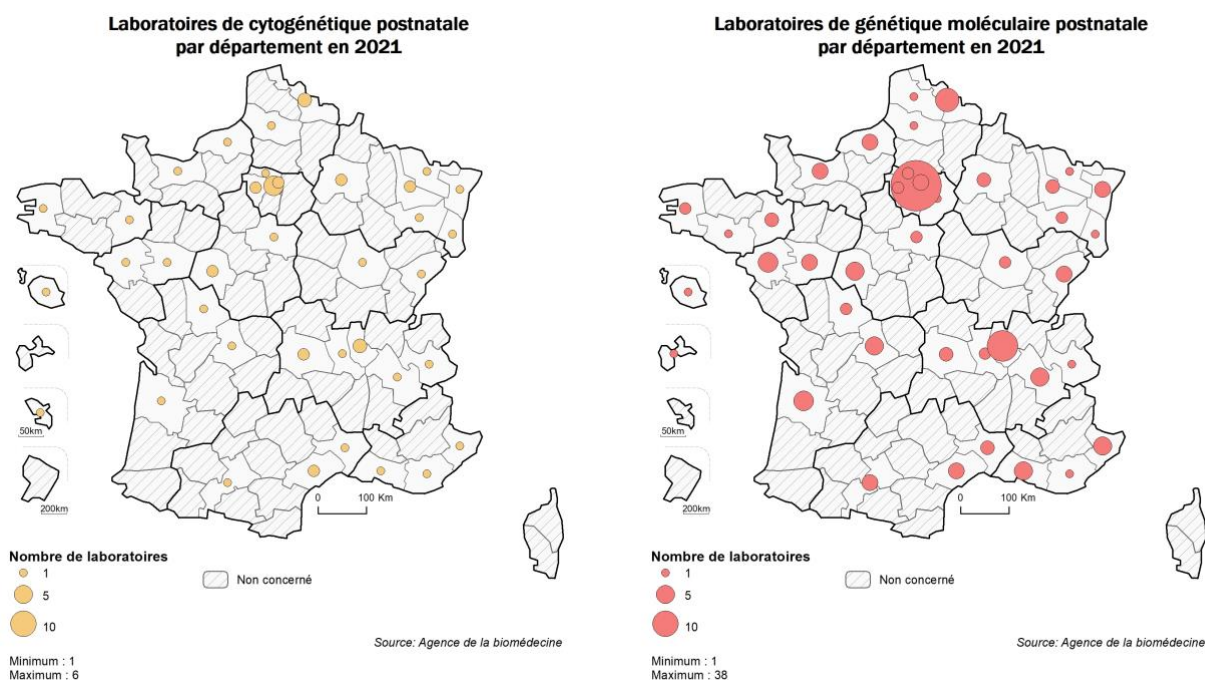 Laboratoires de cytogénétique postnatale
par département en 2021
50km
200km
0 100 Km
Nombre de laboratoires
1
5
10
Non concerné
Source: Agence de la biomédecine
Minimum : 1
Maximum : 6
Laboratoires de génétique moléculaire postnatale
par département en 2021
50km
200km
0 100 Km
Nombre de laboratoires
1
5
10
Non concerné
Source: Agence de la biomédecine
Minimum : 1
Maximum : 38